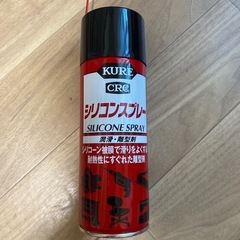 KURE
CRC
シリコンスプレー
SILICONE SPRAY
潤滑・離型剤
シリコーン被膜で滑りをよくする
耐熱性にすぐれた離型剤